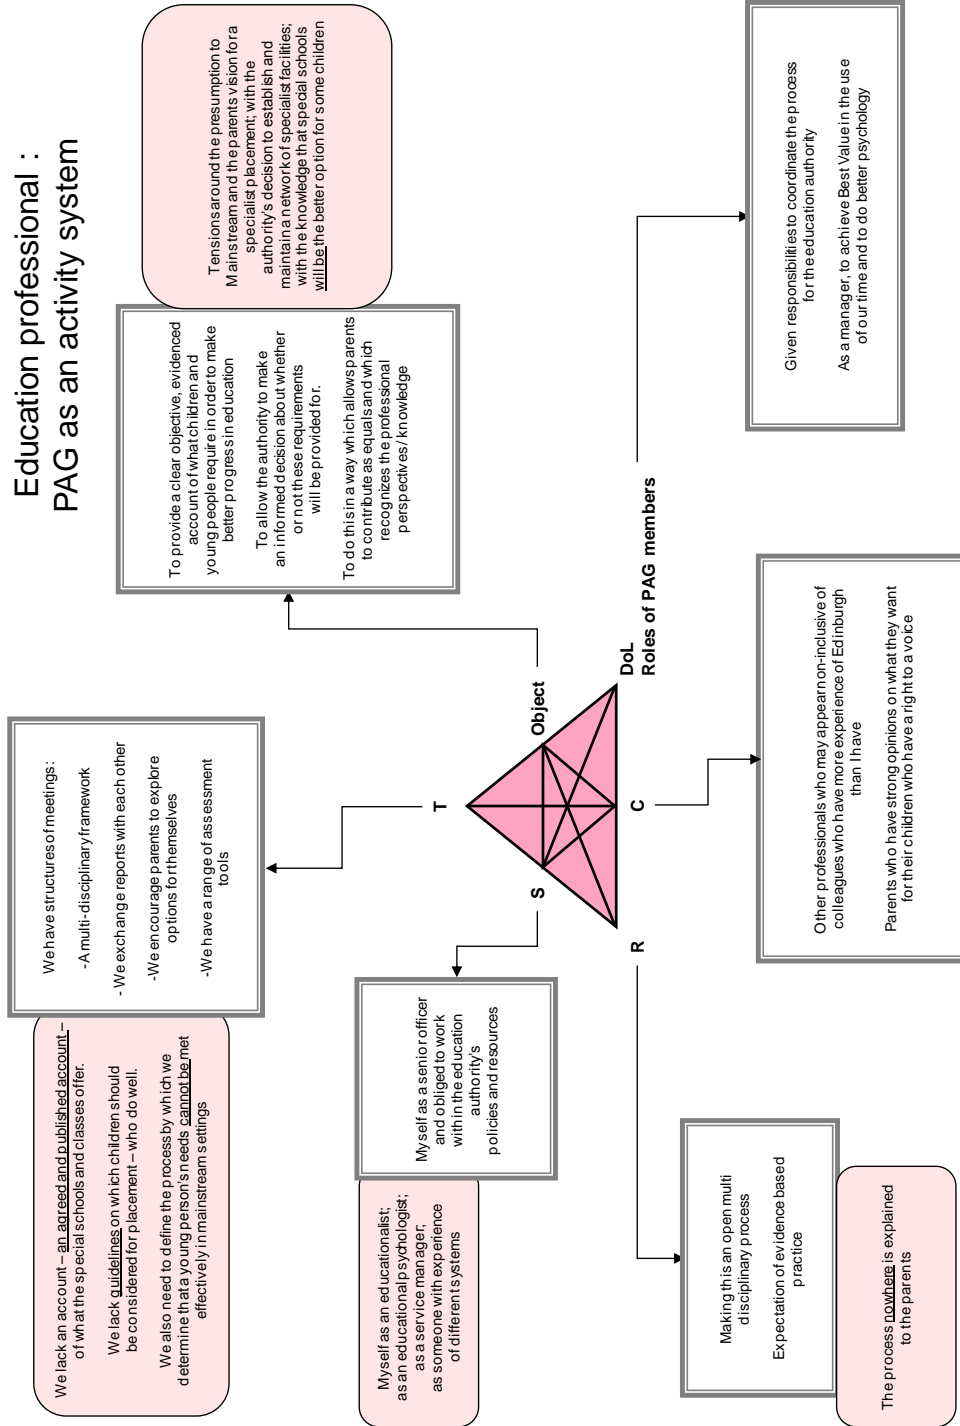 Education professional :
PAG as an activity system
We lack an account – an agreed and published account –
of what the special schools and classes offer.
We lack guidelines on which children should
be considered for placement – who do well.
We also need to define the process by which we
determine that a young person's needs cannot be met
effectively in mainstream settings
We have structures of meetings:
- A multi-disciplinary framework
- We exchange reports with each other
-We encourage parents to explore
options for themselves
-We have a range of assessment
tools
To provide a clear objective, evidenced
account of what children and
young people require in order to make
better progress in education
To allow the authority to make
an informed decision about whether
or not these requirements
will be provided for.
To do this in a way which allows parents
to contribute as equals and which
recognizes the professional
perspectives/ knowledge
Tensions around the presumption to
Mainstream and the parents vision for a
specialist placement; with the
authority's decision to establish and
maintain a network of specialist facilities;
with the knowledge that special schools
will be the better option for some children
Myself as an educationalist;
as an educational psychologist;
as a service manager;
as someone with experience
of different systems
Myself as a senior officer
and obliged to work
within the education
authority's
policies and resources
T
S
Object
R
C
DoL
Roles of PAG members
Making this an open multi
disciplinary process
Expectation of evidence based
practice
The process nowhere is explained
to the parents
Other professionals who may appear non-inclusive of
colleagues who have more experience of Edinburgh
than I have
Parents who have strong opinions on what they want
for their children who have a right to a voice
Given responsibilities to coordinate the process
for the education authority
As a manager, to achieve Best Value in the use
of our time and to do better psychology